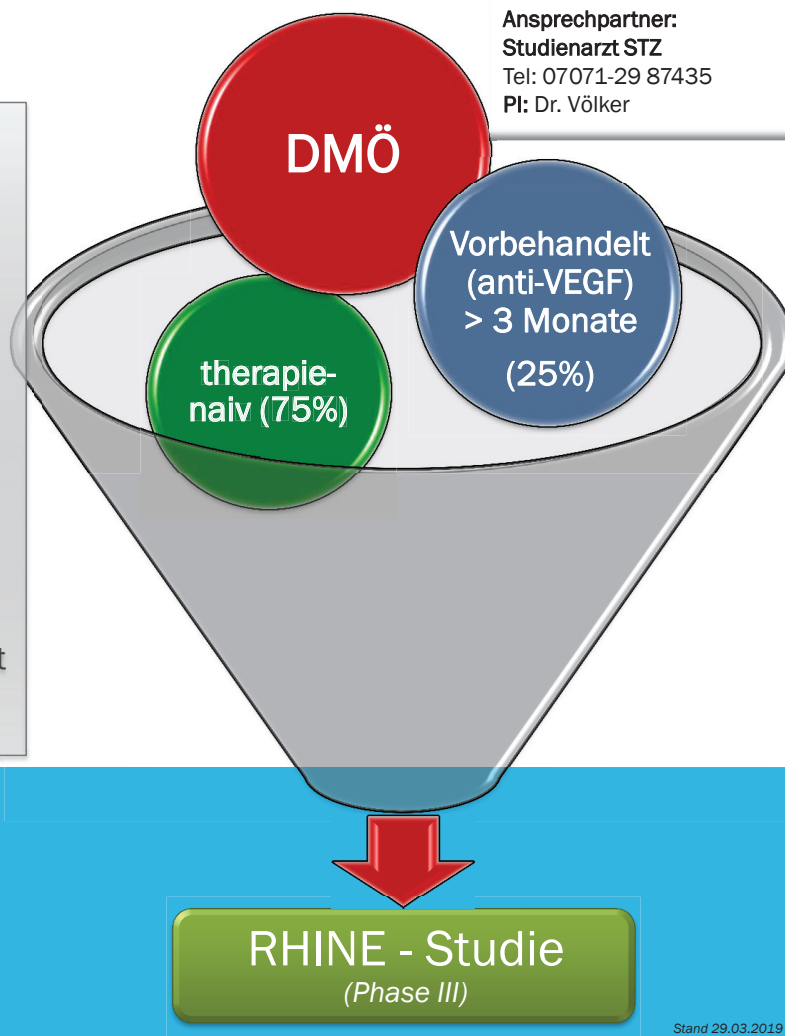 Ansprechpartner:
Studienarzt STZ
Tel: 07071-29 87435
PI: Dr. Völker
DMÖ
Vorbehandelt
(anti-VEGF)
> 3 Monate
(25%)
therapie-
naiv (75%)
t
RHINE - Studie
(Phase III)
Stand 29.03.2019